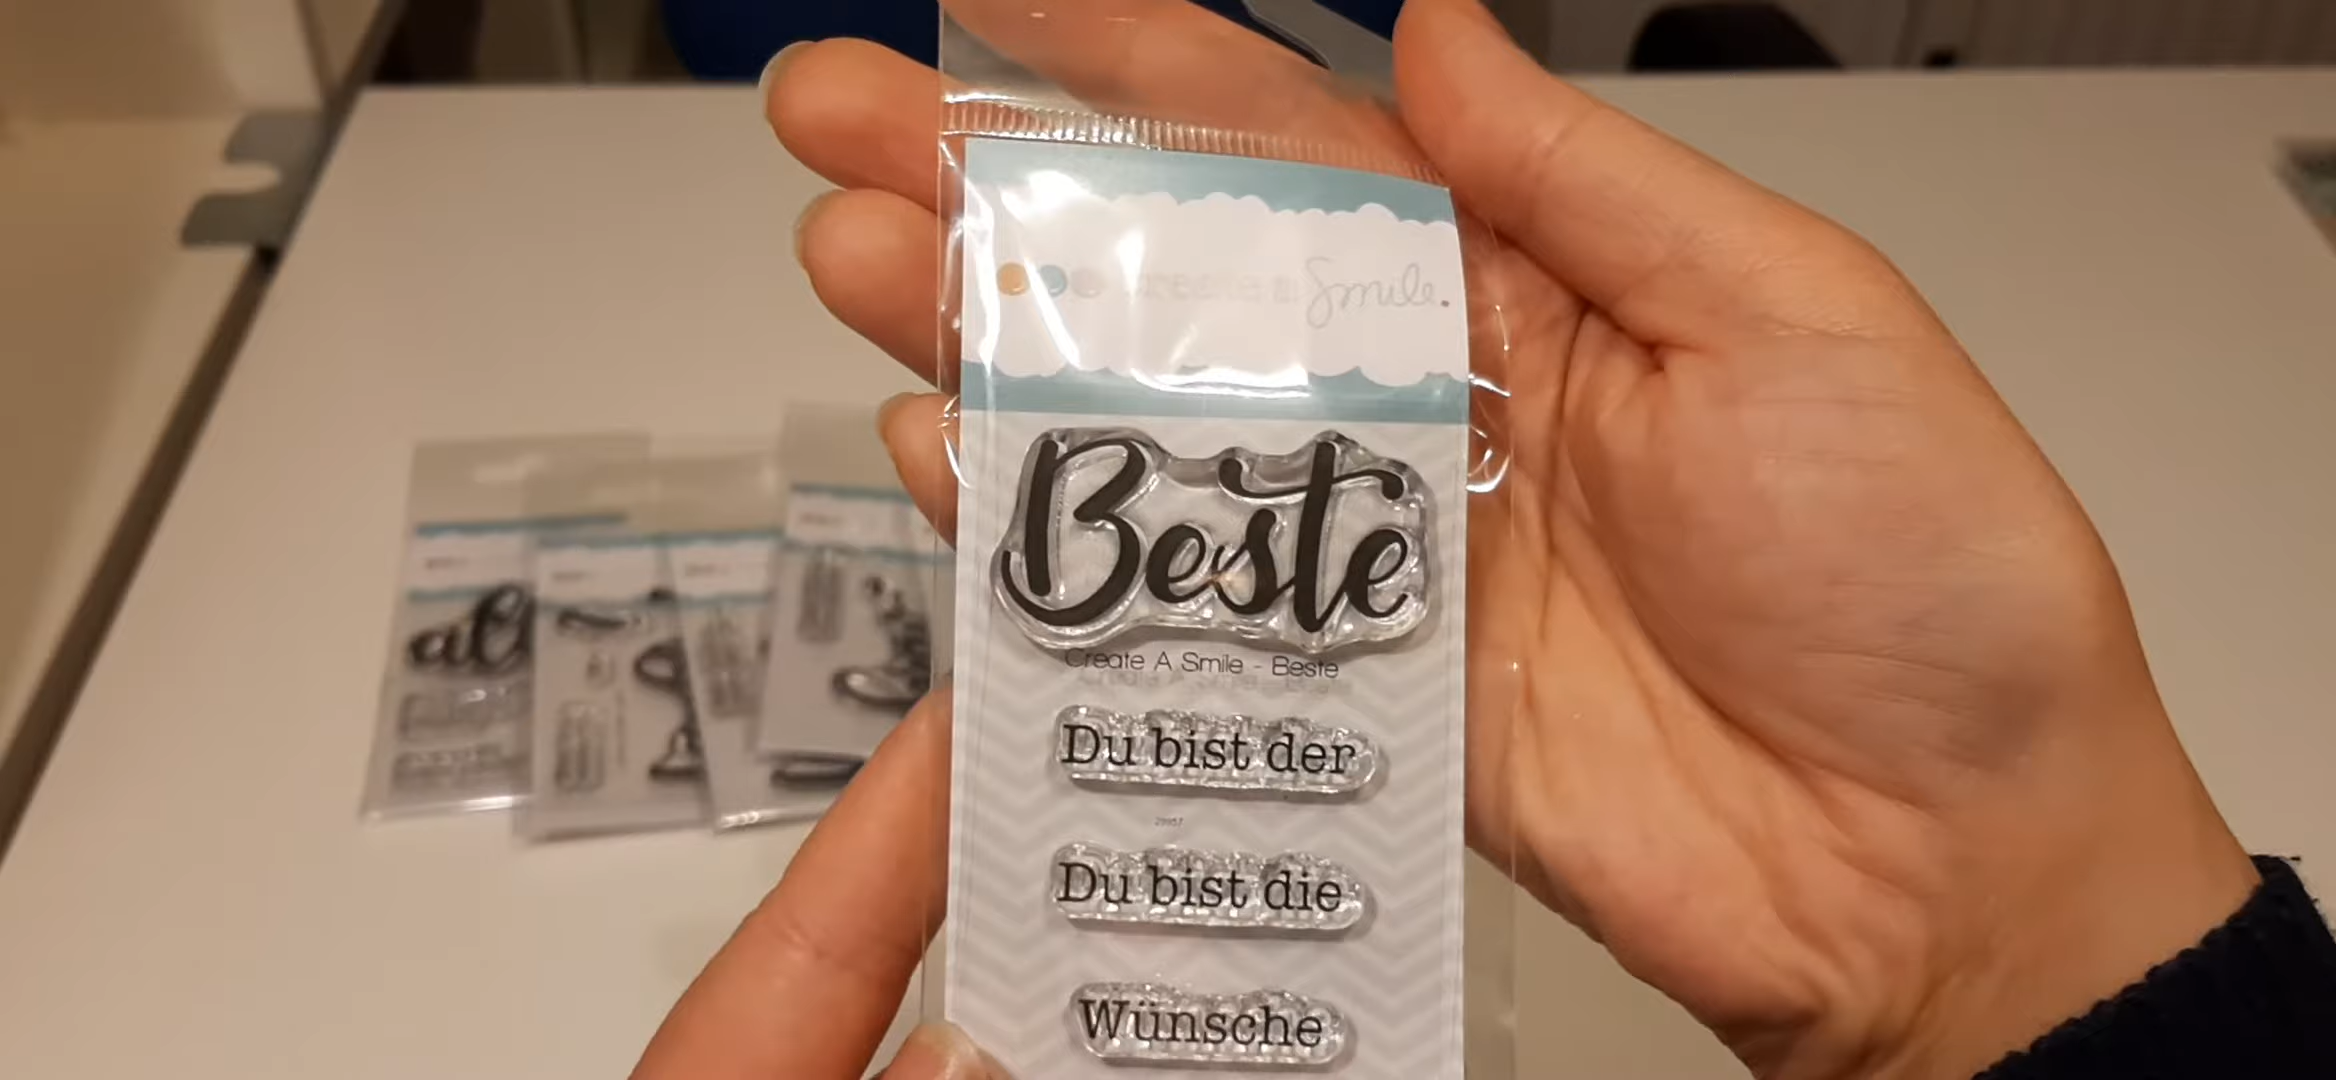 create a Smile.
Beste
Create A Smile - Beste
Du bist der
Du bist die
Wünsche